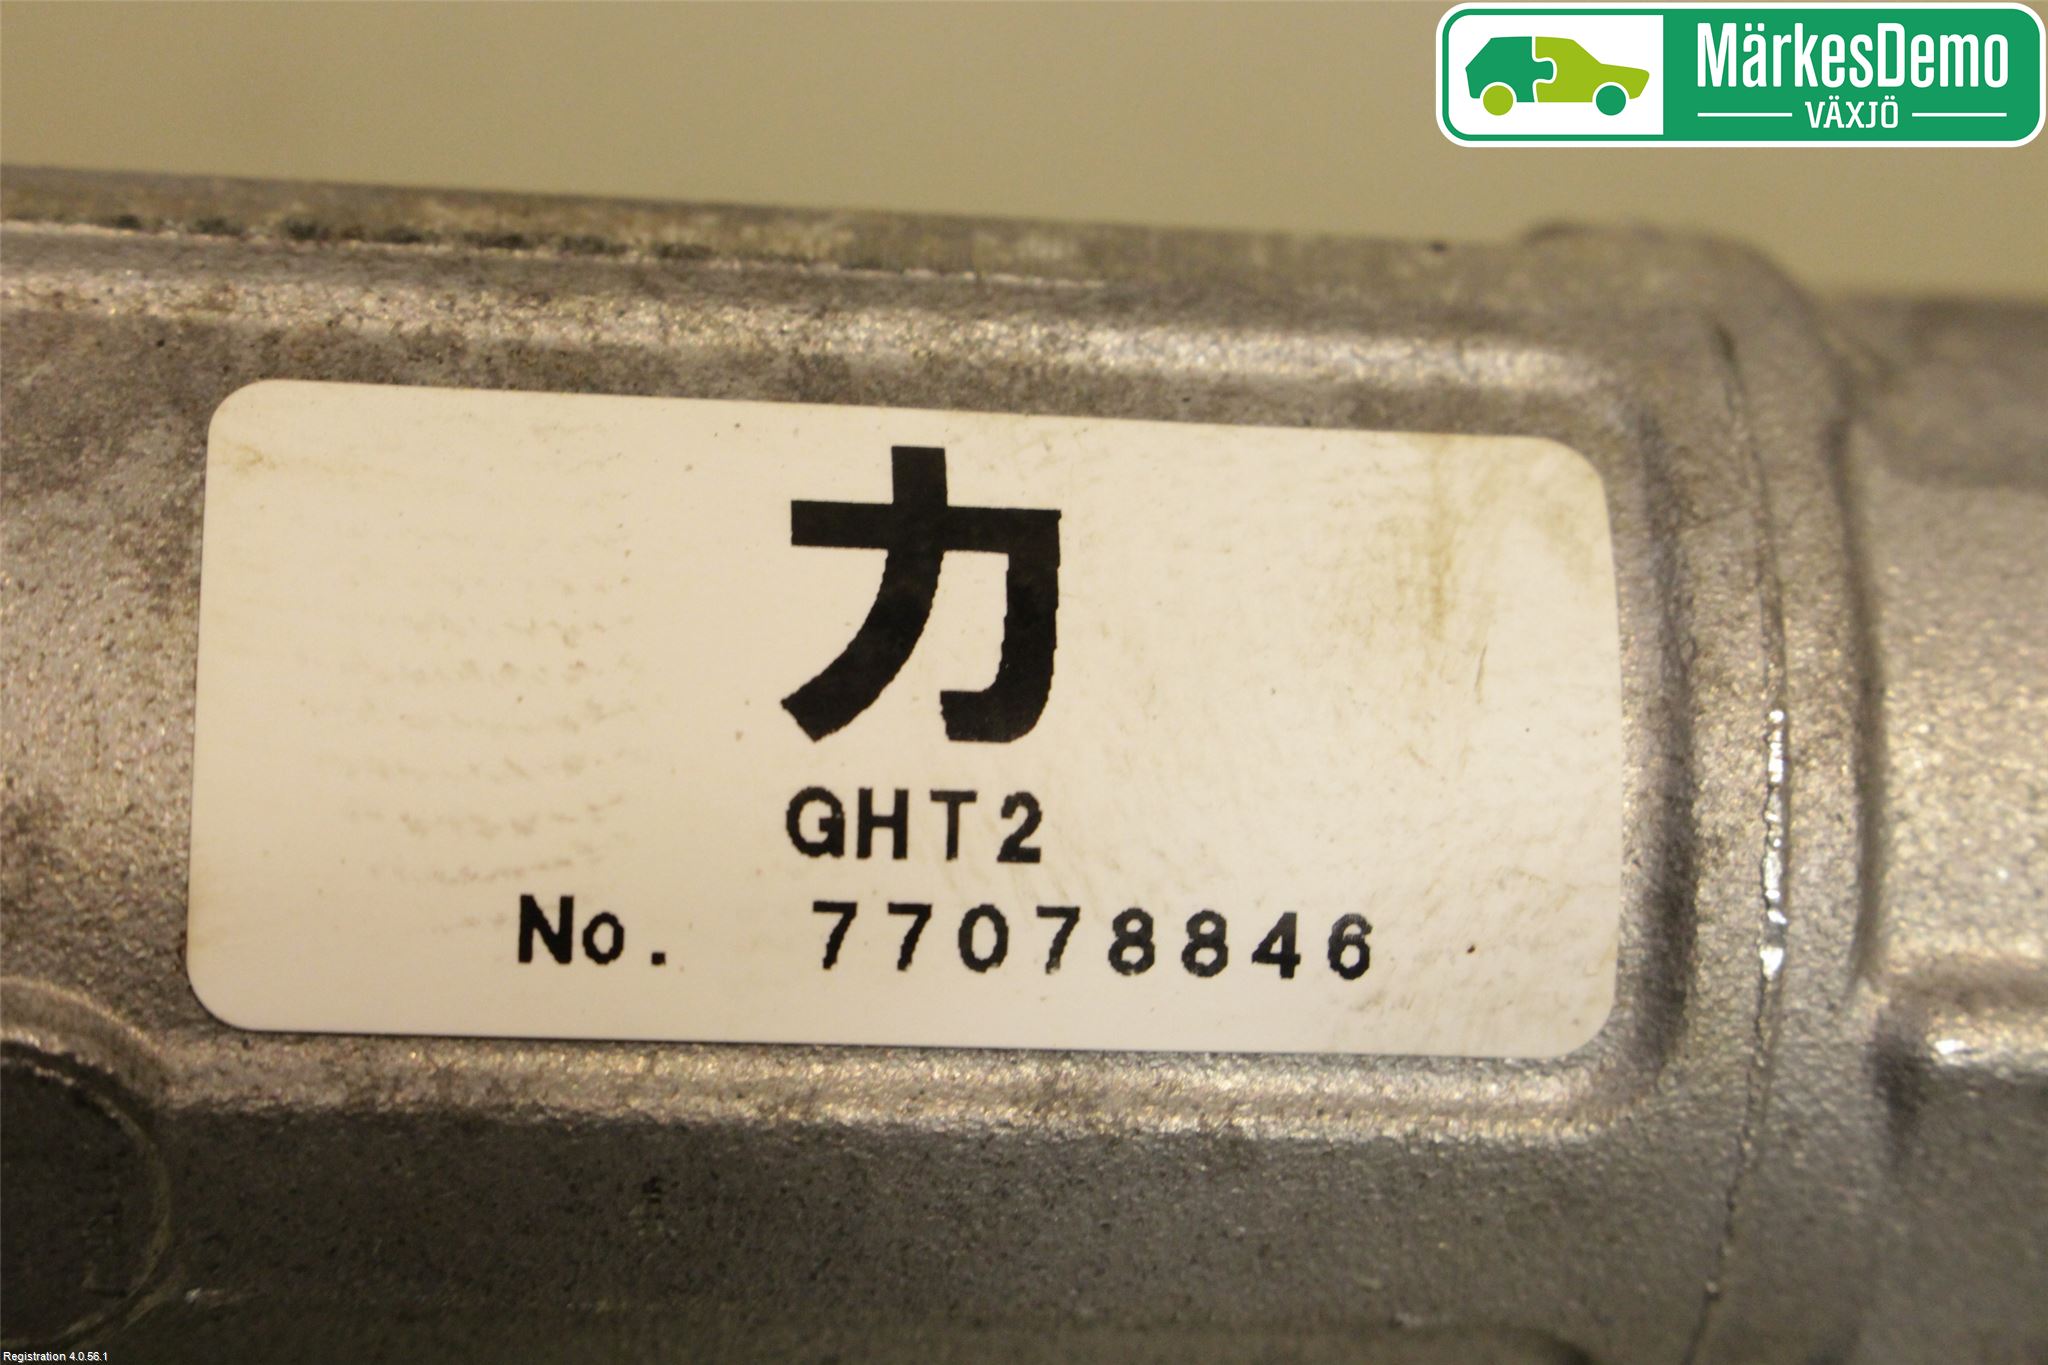 MärkesDemo
VÄXJÖ
力
GHT2
No. 77078846
Registration 4.0.56.1